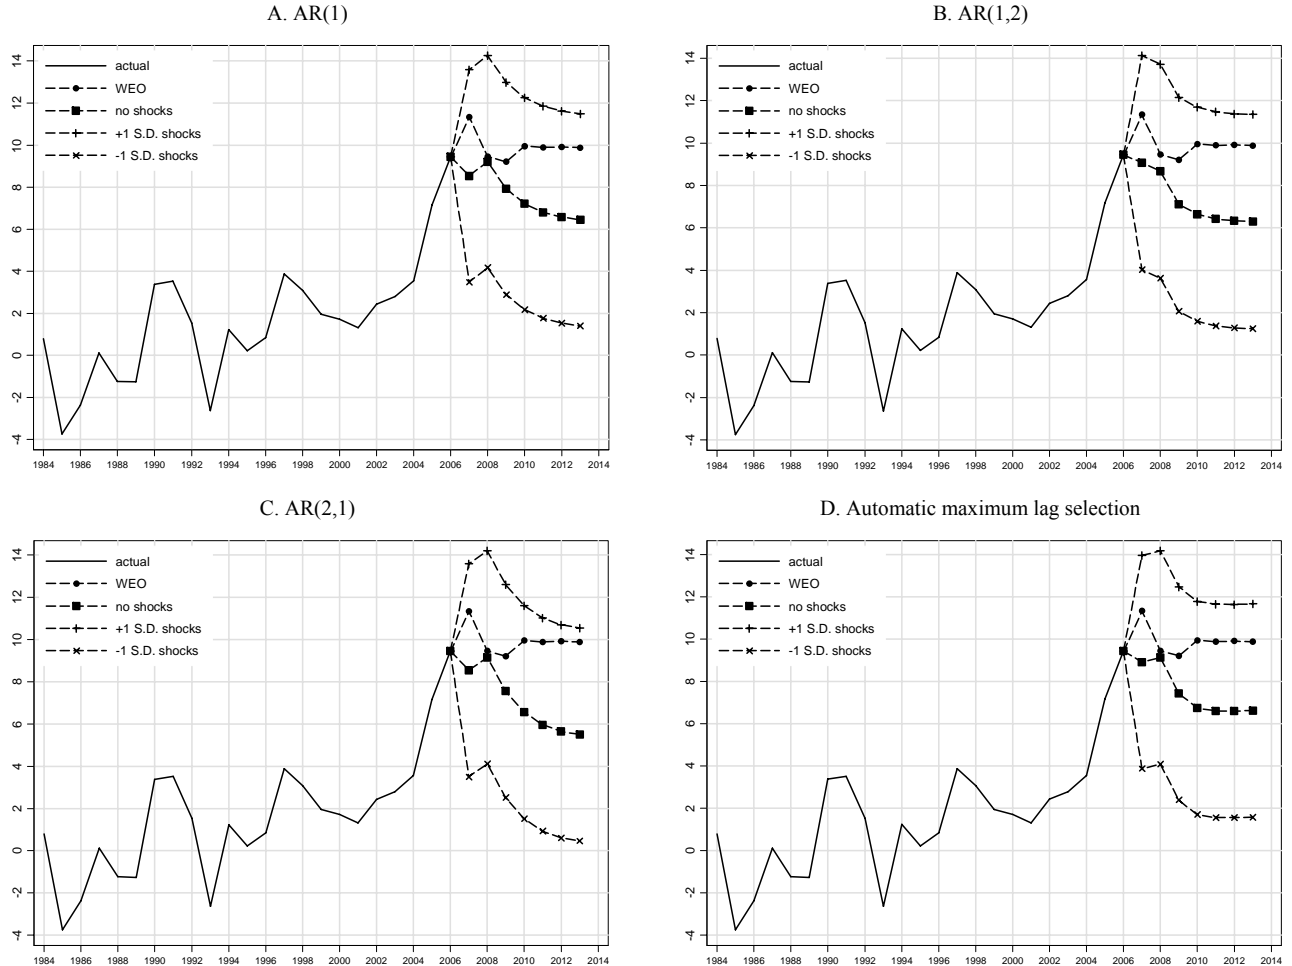 A. AR(1)
14
12
10
8
6
4
2
0
-2
-4
actual
WEO
no shocks
+1 S.D. shocks
-1 S.D. shocks
1984 1986 1988 1990 1992 1994 1996 1998 2000 2002 2004 2006 2008 2010 2012 2014
B. AR(1,2)
14
12
10
8
6
4
2
0
-2
-4
actual
WEO
no shocks
+1 S.D. shocks
-1 S.D. shocks
1984 1986 1988 1990 1992 1994 1996 1998 2000 2002 2004 2006 2008 2010 2012 2014
C. AR(2,1)
14
12
10
8
6
4
2
0
-2
-4
actual
WEO
no shocks
+1 S.D. shocks
-1 S.D. shocks
1984 1986 1988 1990 1992 1994 1996 1998 2000 2002 2004 2006 2008 2010 2012 2014
D. Automatic maximum lag selection
14
12
10
8
6
4
2
0
-2
-4
actual
WEO
no shocks
+1 S.D. shocks
-1 S.D. shocks
1984 1986 1988 1990 1992 1994 1996 1998 2000 2002 2004 2006 2008 2010 2012 2014